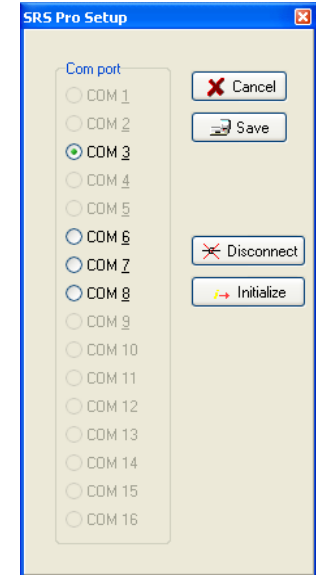 SRS Pro Setup
Com port
COM 1
COM 2
COM 3
COM 4
COM 5
COM 6
COM 7
COM 8
COM 9
COM 10
COM 11
COM 12
COM 13
COM 14
COM 15
COM 16
Cancel
Save
Disconnect
Initialize